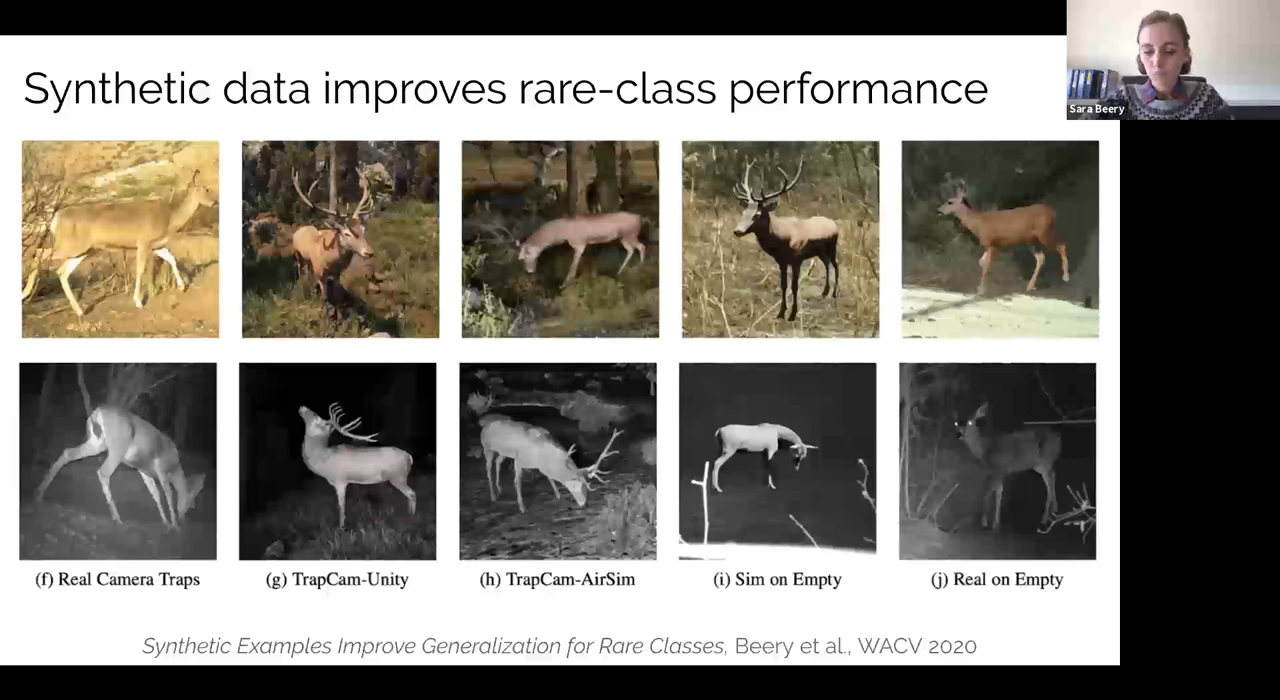 Synthetic data improves rare-class performance
Sara Beery
(f) Real Camera Traps
(g) TrapCam-Unity
(h) TrapCam-AirSim
(i) Sim on Empty
(j) Real on Empty
Synthetic Examples Improve Generalization for Rare Classes, Beery et al., WACV 2020